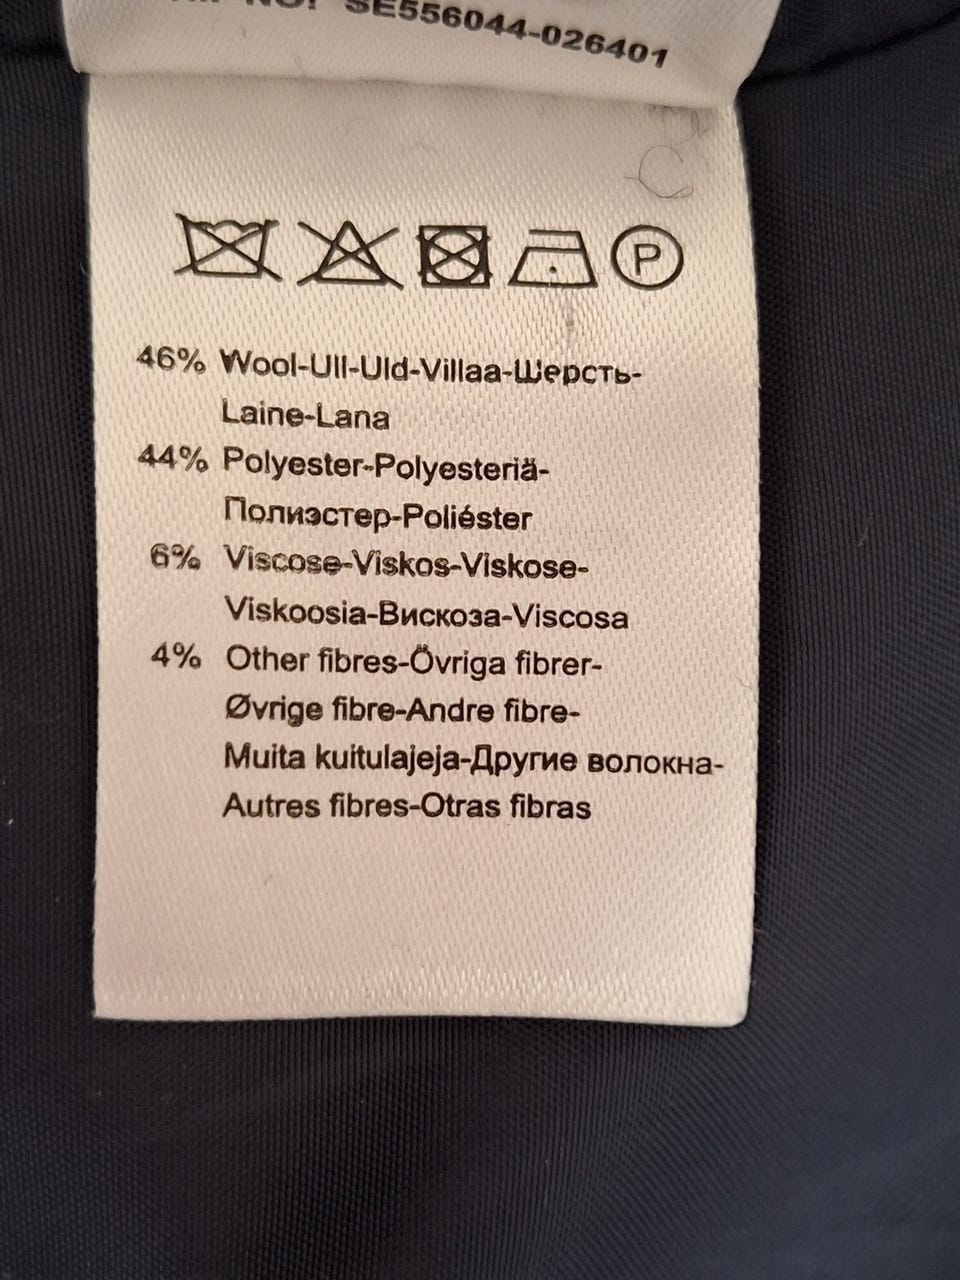 NO: SE556044-026401
P
46% Wool-Ull-Uld-Villaa-Шерсть-
Laine-Lana
44% Polyester-Polyesteriä-
Полиэстер-Poliéster
6% Viscose-Viskos-Viskose-
Viskoosia-Вискоза-Viscosa
4% Other fibres-Övriga fibrer-
Øvrige fibre-Andre fibre-
Muita kuitulajeja-Другие волокна-
Autres fibres-Otras fibras